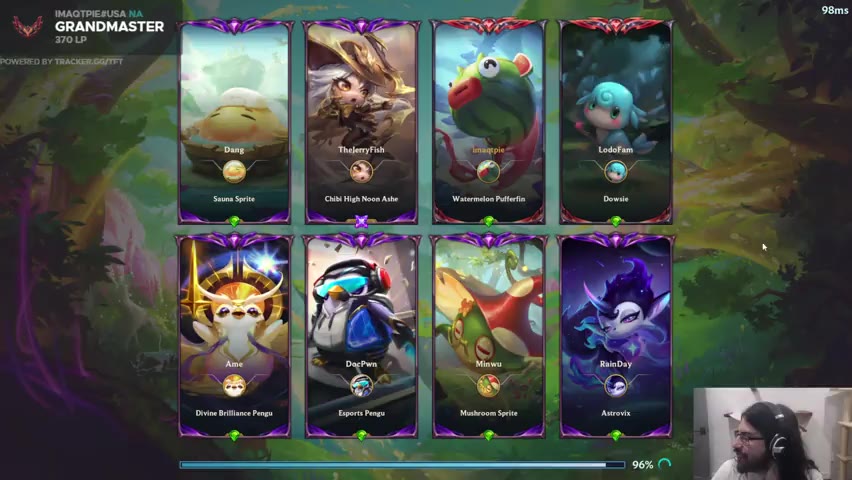 IMAQTPIE#USA NA
GRANDMASTER
370 LP
POWERED BY TRACKER.GG/TFT
98ms
Dang
Sauna Sprite
TheJerryFish
Chibi High Noon Ashe
imaqtpie
Watermelon Pufferfin
LodoFam
Dowsie
Ame
Divine Brilliance Pengu
DocPwn
Esports Pengu
Minwu
Mushroom Sprite
RainDay
Astrovix
96%